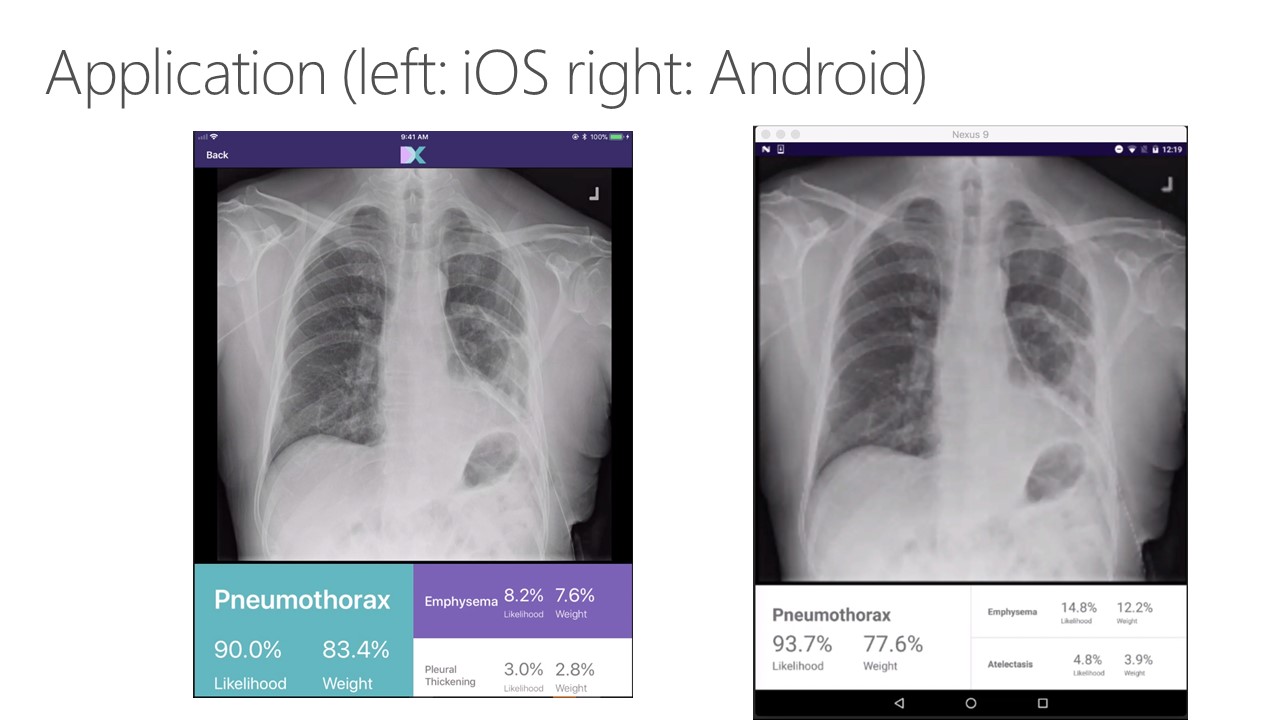 Application (left: iOS right: Android)
9:41 AM
100%
Back
DX
Pneumothorax
90.0% 83.4%
Likelihood Weight
Emphysema 8.2% 7.6%
Likelihood Weight
Pleural
Thickening
3.0% 2.8%
Likelihood Weight
Nexus 9
12:19
Pneumothorax
93.7% 77.6%
Likelihood Weight
Emphysema 14.8% 12.2%
Likelihood Weight
Atelectasis 4.8% 3.9%
Likelihood Weight